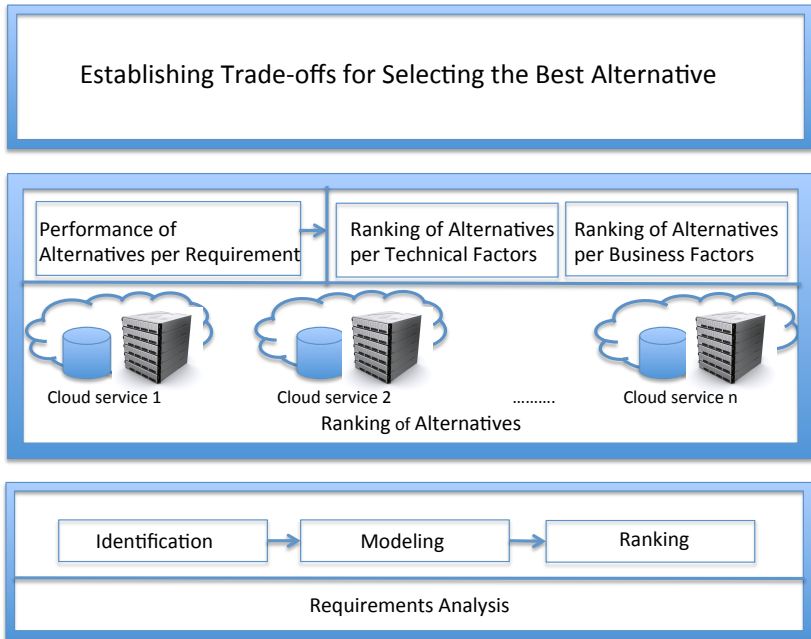 Establishing Trade-offs for Selecting the Best Alternative
Performance of
Alternatives per Requirement
Ranking of Alternatives
per Technical Factors
Ranking of Alternatives
per Business Factors
Cloud service 1
Cloud service 2
..........
Cloud service n
Ranking of Alternatives
Identification
Modeling
Ranking
Requirements Analysis